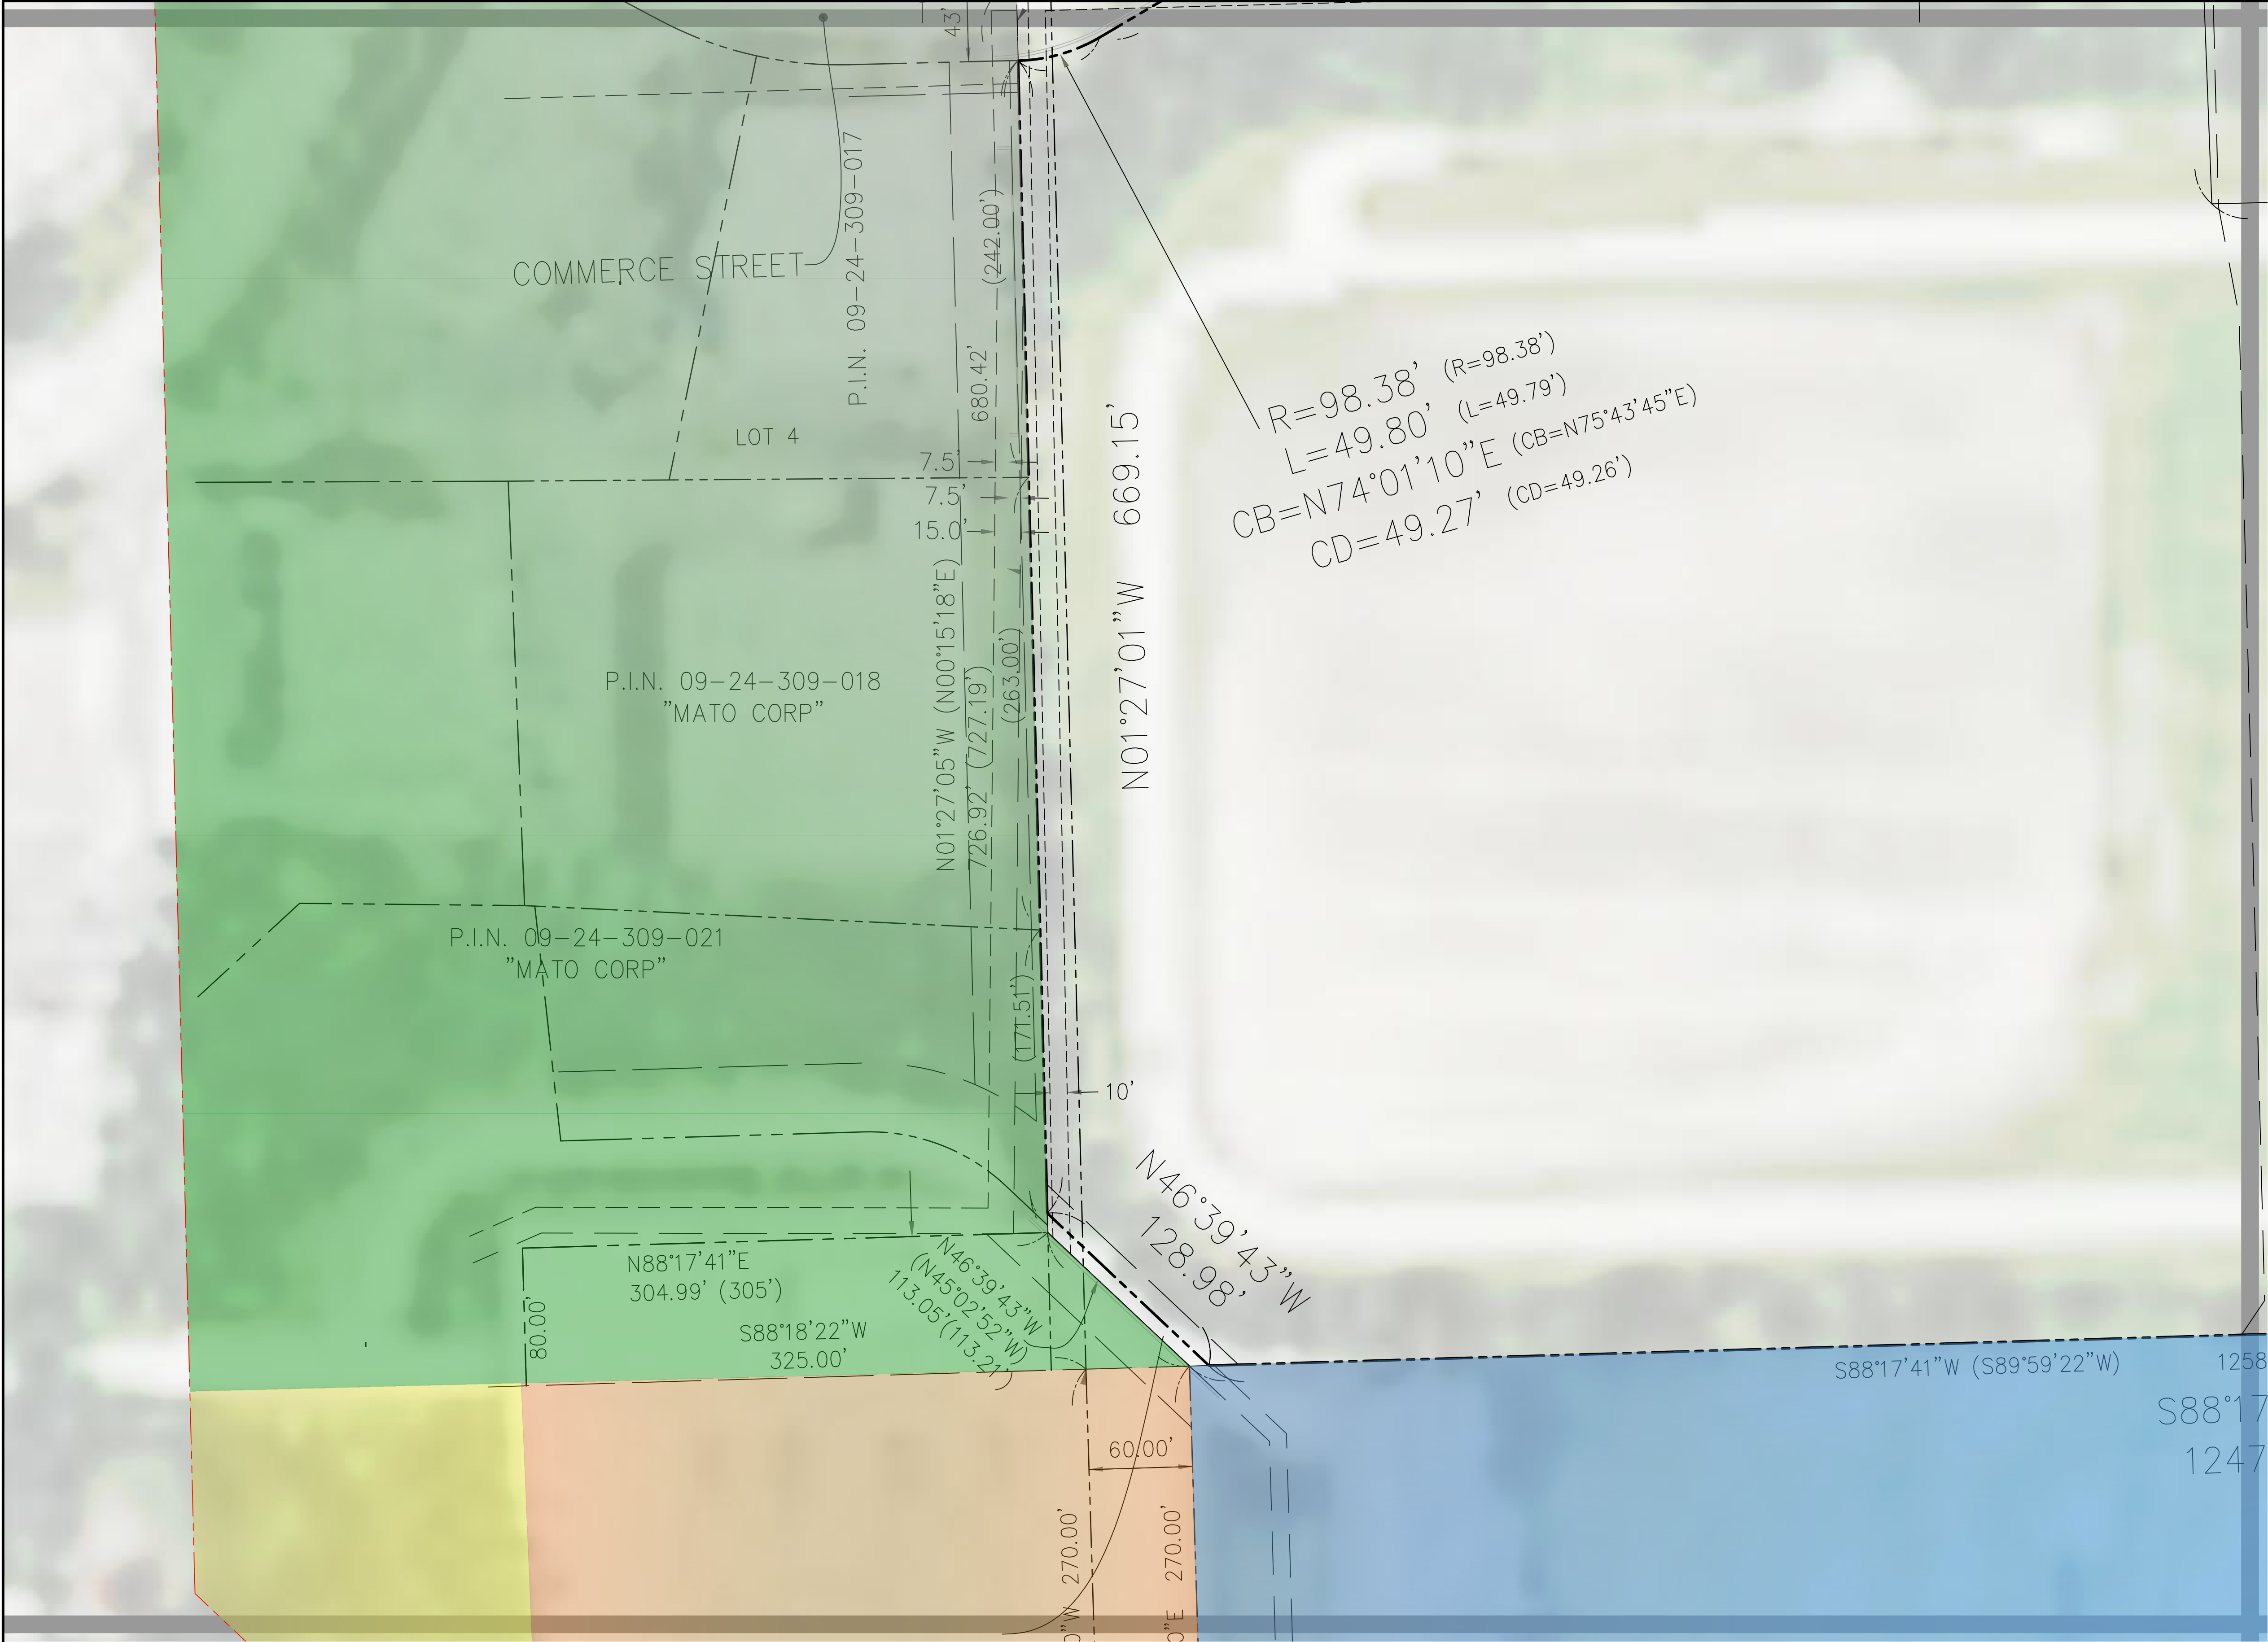 43'
COMMERCE STREET
P.I.N. 09-24-309-017
(242.00')
680.42'
LOT 4
7.5'
7.5'
15.0'
R=98.38' (R=98.38')
L=49.80' (L=49.79')
CB=N74°01'10"E (CB=N75°43'45"E)
CD=49.27' (CD=49.26')
N01°27'01"W 669.15'
N01°27'05"W (N00°15'18"E)
726.92' (727.19')
(263.00')
P.I.N. 09-24-309-018
"MATO CORP"
P.I.N. 09-24-309-021
"MATO CORP"
(171.51')
10'
N46°39'43"W
128.98'
N88°17'41"E
304.99' (305')
80.00'
S88°18'22"W
325.00'
N46°39'43"W
(N45°02'52"W)
113.05'(113.21')
S88°17'41"W (S89°59'22"W)
1258
S88°17
1247
60.00'
0"W 270.00'
0"E 270.00'